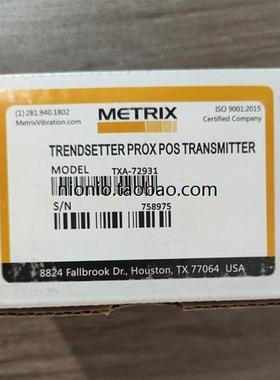 (1) 281.940.1802
MetrixVibration.com
METRIX
ISO 9001:2015
Certified Company
TRENDSETTER PROX POS TRANSMITTER
MODEL TXA-72931
hionfo.taobao.com
S/N 758975
8824 Fallbrook Dr., Houston, TX 77064 USA